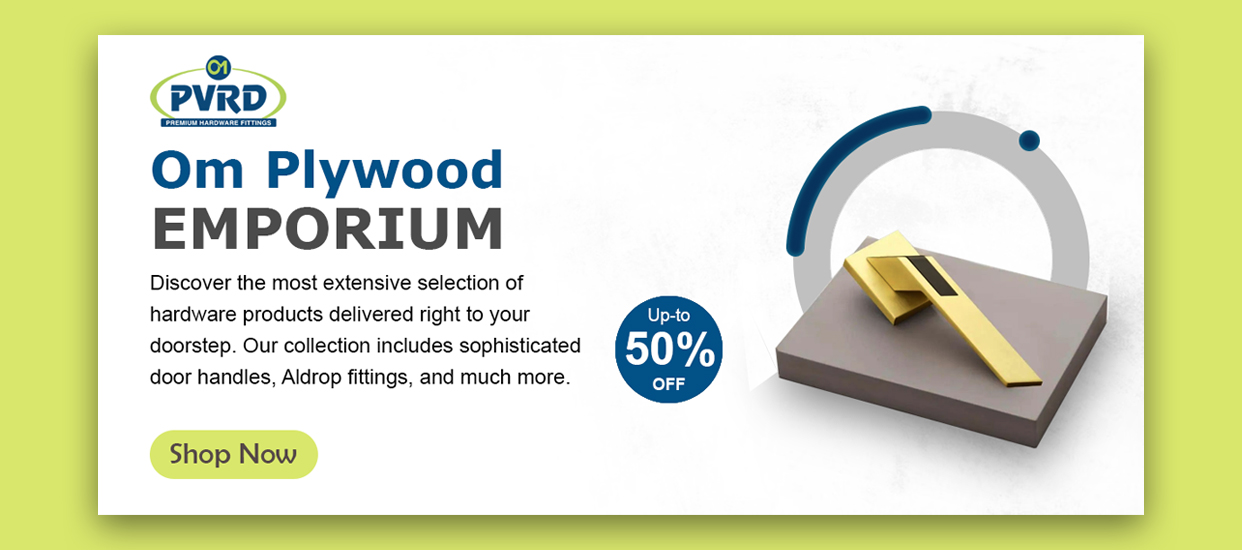 OM
PVRD
PREMIUM HARDWARE FITTINGS
Om Plywood
EMPORIUM
Discover the most extensive selection of
hardware products delivered right to your
doorstep. Our collection includes sophisticated
door handles, Aldrop fittings, and much more.
Up-to
50%
OFF
Shop Now